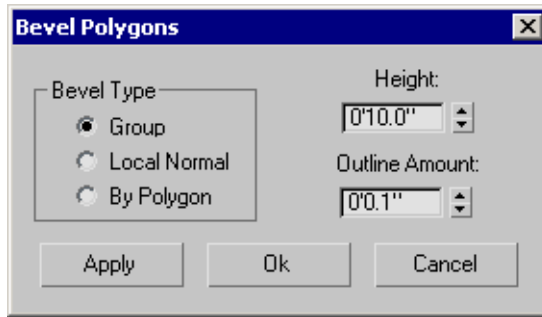 Bevel Polygons
Bevel Type
Group
Local Normal
By Polygon
Height:
0'10.0"
Outline Amount:
0'0.1"
Apply
Ok
Cancel